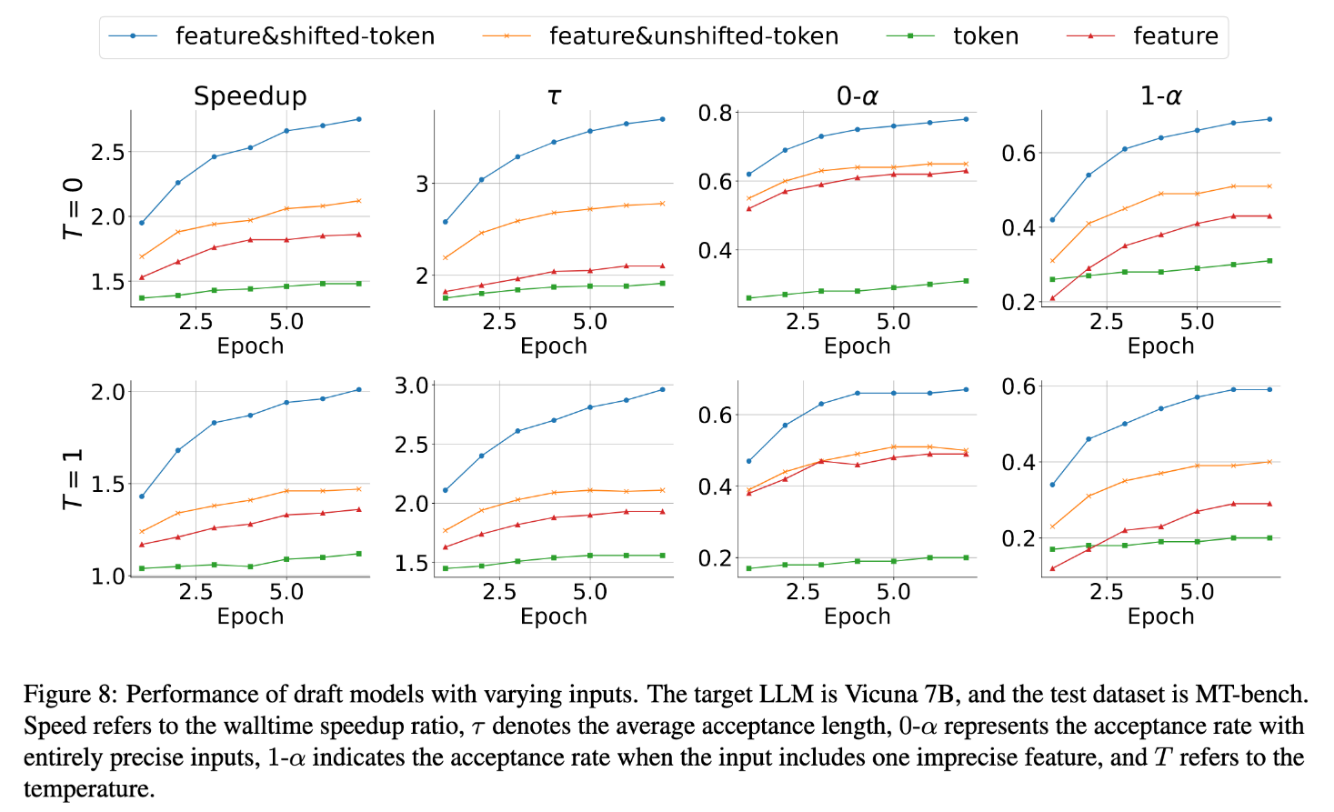 feature&shifted-token feature&unshifted-token token feature
Speedup τ 0-α 1-α
T = 0
2.5
2.0
1.5
3
2
0.8
0.6
0.4
0.6
0.4
0.2
2.5 5.0 2.5 5.0 2.5 5.0 2.5 5.0
Epoch Epoch Epoch Epoch
T = 1
2.0
1.5
1.0
3.0
2.5
2.0
1.5
0.6
0.4
0.2
0.6
0.4
0.2
2.5 5.0 2.5 5.0 2.5 5.0 2.5 5.0
Epoch Epoch Epoch Epoch
Figure 8: Performance of draft models with varying inputs. The target LLM is Vicuna 7B, and the test dataset is MT-bench.
Speed refers to the walltime speedup ratio, τ denotes the average acceptance length, 0-α represents the acceptance rate with
entirely precise inputs, 1-α indicates the acceptance rate when the input includes one imprecise feature, and T refers to the
temperature.